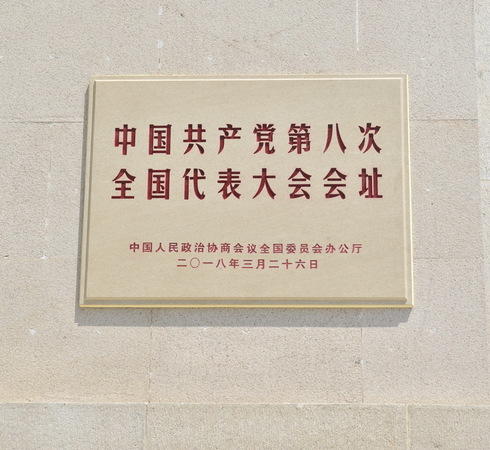 中国共产党第八次
全国代表大会会址
中国人民政治协商会议全国委员会办公厅
二〇一八年三月二十六日